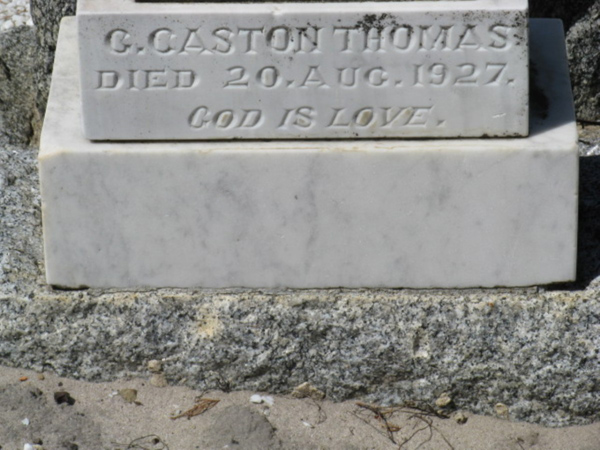 G. CASTON THOMAS.
DIED 20. AUG. 1927.
GOD IS LOVE.